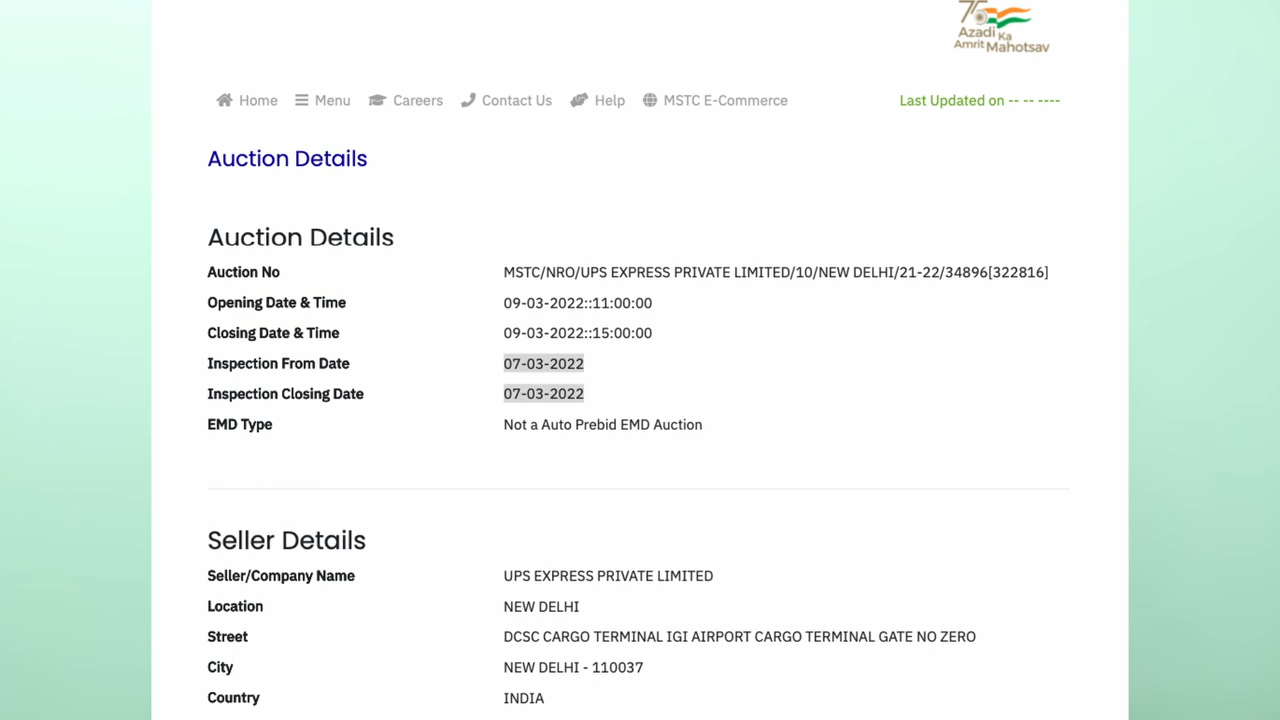 75
Azadi Ka
Amrit Mahotsav
Home Menu Careers Contact Us Help MSTC E-Commerce Last Updated on -- -- ----
Auction Details
Auction Details
Auction No MSTC/NRO/UPS EXPRESS PRIVATE LIMITED/10/NEW DELHI/21-22/34896[322816]
Opening Date & Time 09-03-2022::11:00:00
Closing Date & Time 09-03-2022::15:00:00
Inspection From Date 07-03-2022
Inspection Closing Date 07-03-2022
EMD Type Not a Auto Prebid EMD Auction
Seller Details
Seller/Company Name UPS EXPRESS PRIVATE LIMITED
Location NEW DELHI
Street DCSC CARGO TERMINAL IGI AIRPORT CARGO TERMINAL GATE NO ZERO
City NEW DELHI - 110037
Country INDIA